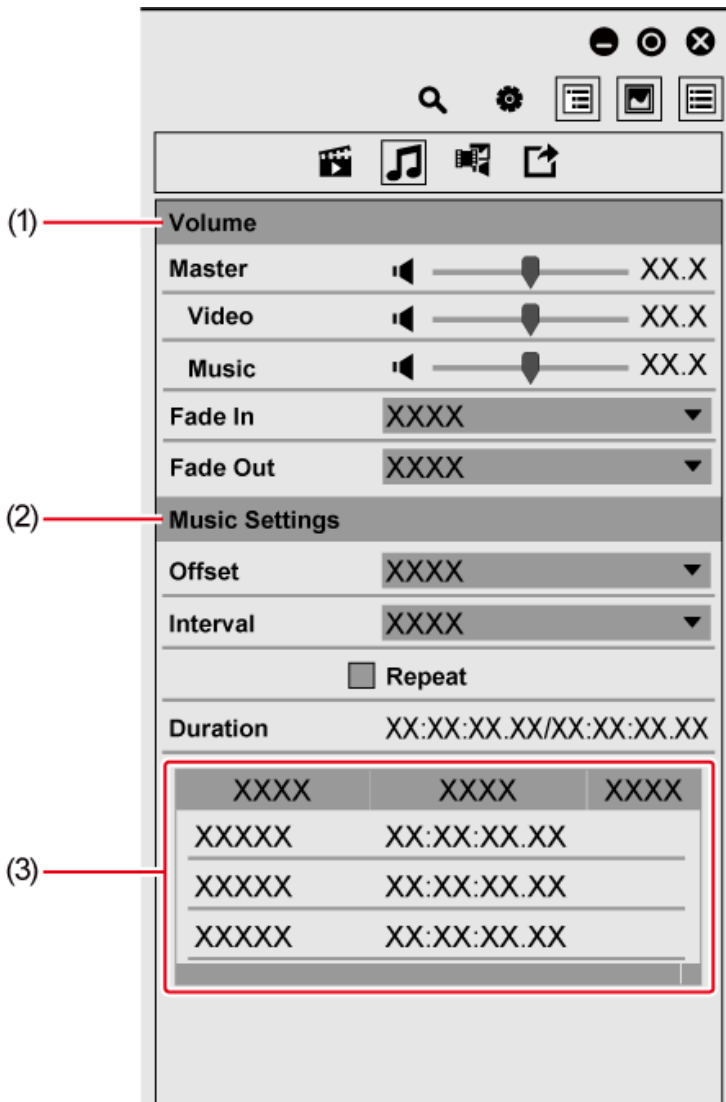 (1) Volume
Master XX.X
Video XX.X
Music XX.X
Fade In XXXX
Fade Out XXXX
(2) Music Settings
Offset XXXX
Interval XXXX
Repeat
Duration XX:XX:XX.XX/XX:XX:XX.XX
XXXX XXXX XXXX
XXXXX XX:XX:XX.XX
(3) XXXXX XX:XX:XX.XX
XXXXX XX:XX:XX.XX